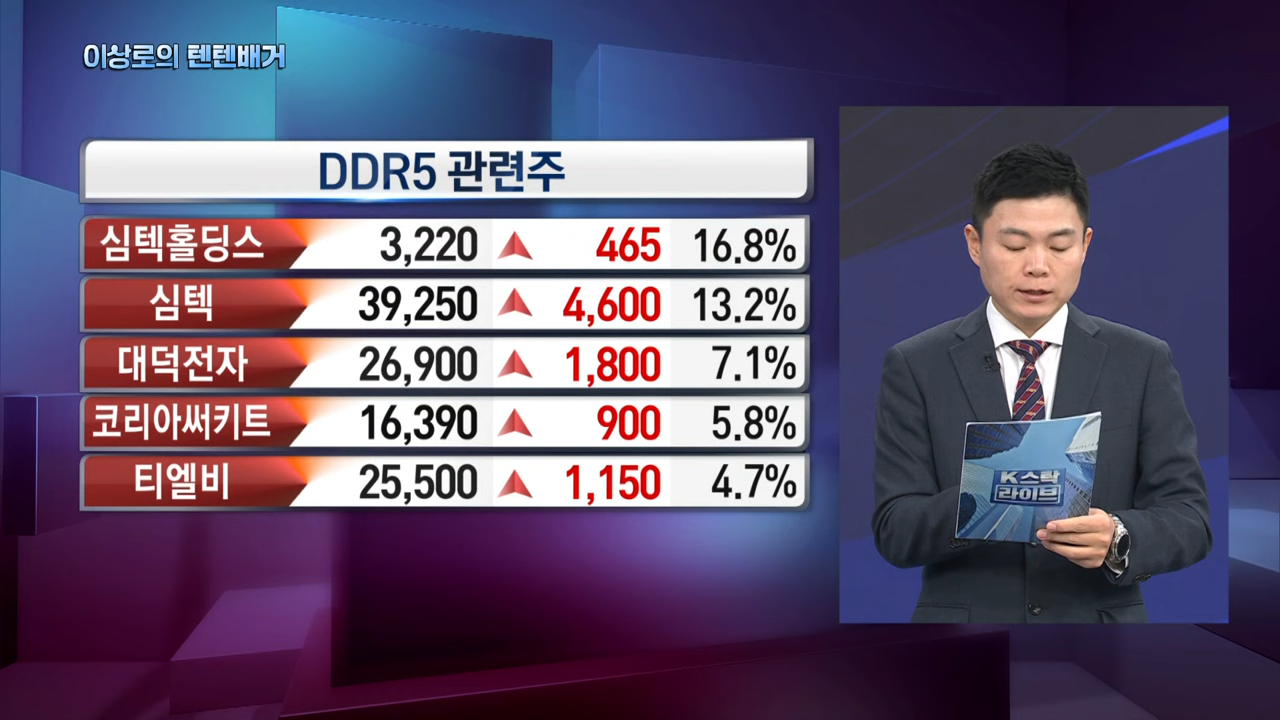 이상로의 텐텐배거
DDR5 관련주
심텍홀딩스 3,220 ▲ 465 16.8%
심텍 39,250 ▲ 4,600 13.2%
대덕전자 26,900 ▲ 1,800 7.1%
코리아써키트 16,390 ▲ 900 5.8%
티엘비 25,500 ▲ 1,150 4.7%
K스탁
라이브